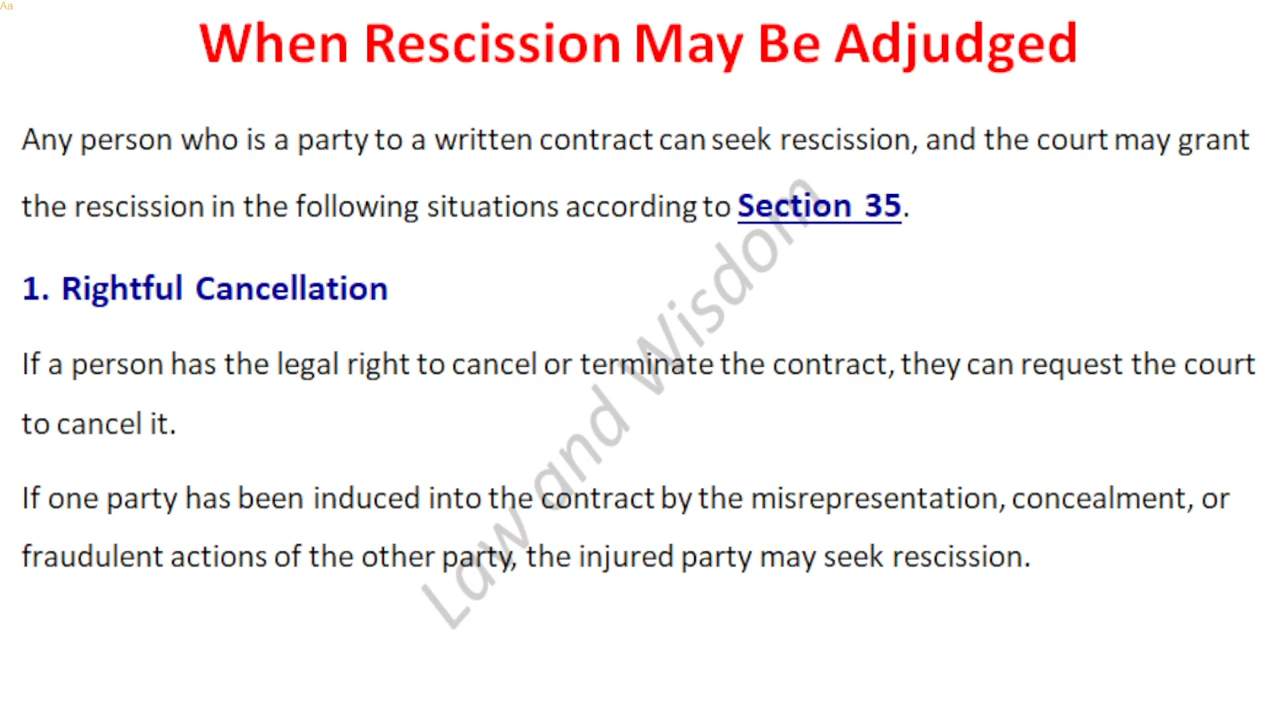 Aa
When Rescission May Be Adjudged
Any person who is a party to a written contract can seek rescission, and the court may grant
the rescission in the following situations according to Section 35.
1. Rightful Cancellation
If a person has the legal right to cancel or terminate the contract, they can request the court
to cancel it.
If one party has been induced into the contract by the misrepresentation, concealment, or
fraudulent actions of the other party, the injured party may seek rescission.
Law and Wisdom